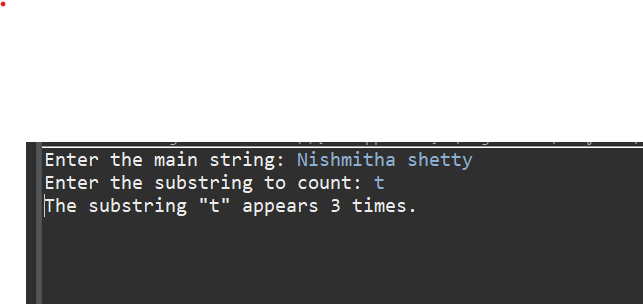 Enter the main string: Nishmitha shetty
Enter the substring to count: t
The substring "t" appears 3 times.